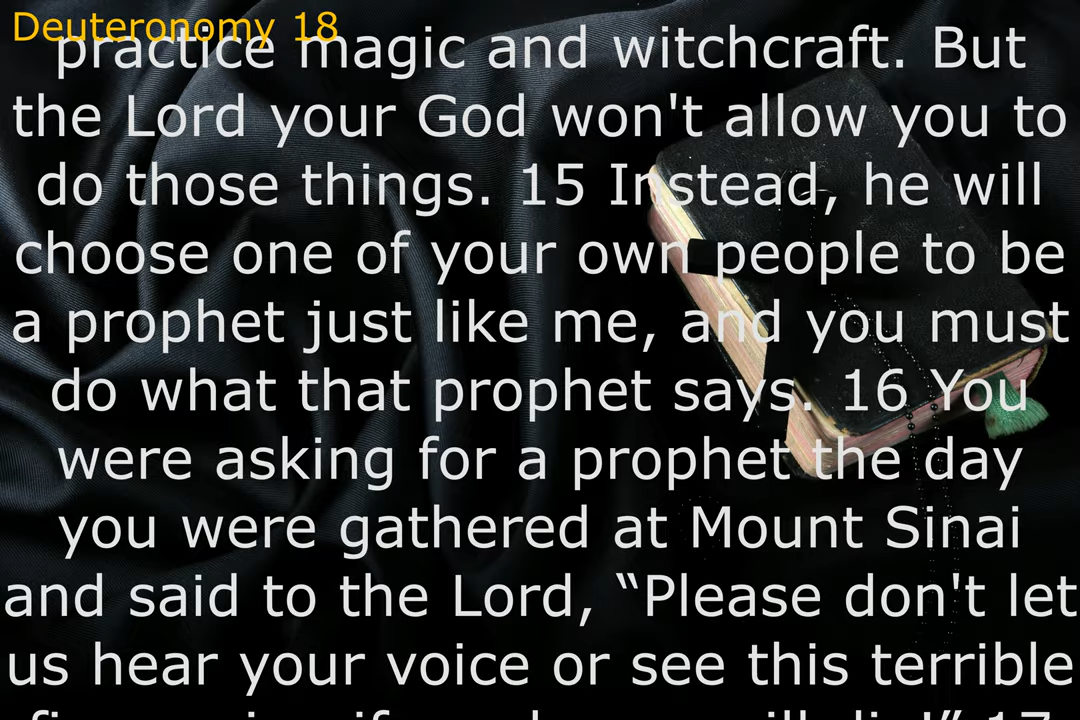 Deuteronomy 18
practice magic and witchcraft. But
the Lord your God won't allow you to
do those things. 15 Instead, he will
choose one of your own people to be
a prophet just like me, and you must
do what that prophet says. 16 You
were asking for a prophet the day
you were gathered at Mount Sinai
and said to the Lord, “Please don't let
us hear your voice or see this terrible